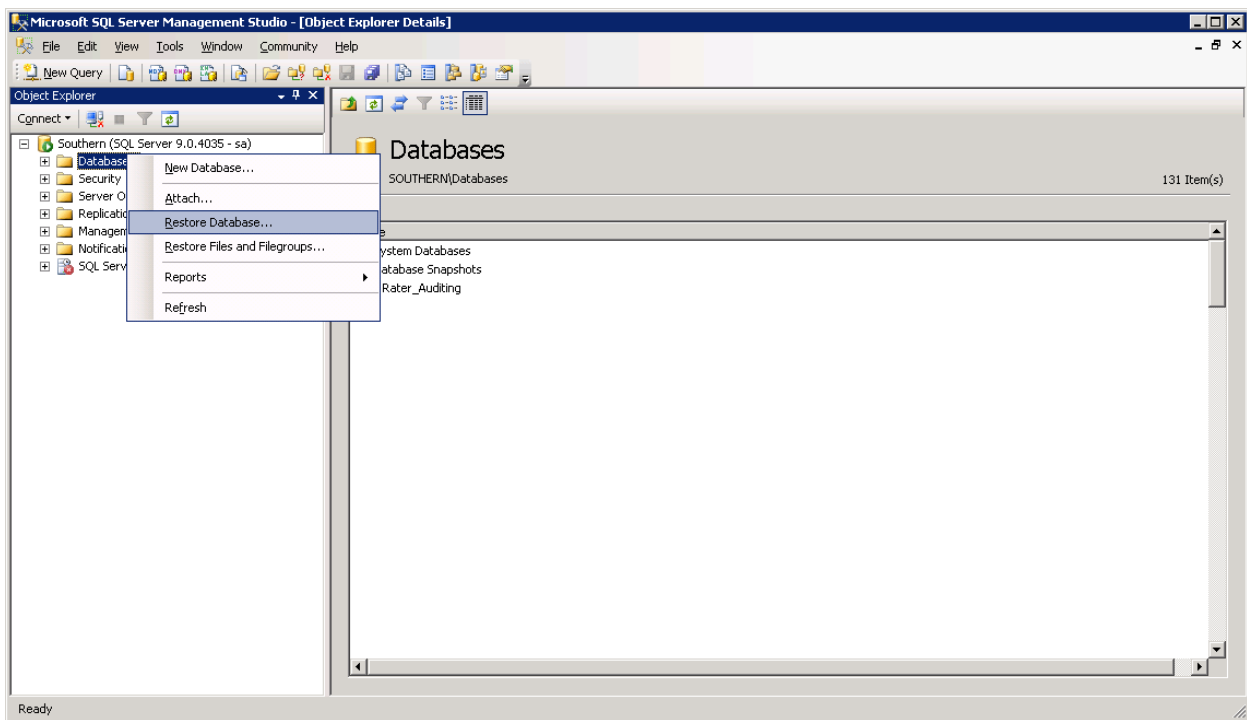 Microsoft SQL Server Management Studio - [Object Explorer Details]
File Edit View Tools Window Community Help
New Query
Object Explorer
Connect
Southern (SQL Server 9.0.4035 - sa)
Database
Security
Server O
Replicatio
Managem
Notificati
SQL Serv
New Database...
Attach...
Restore Database...
Restore Files and Filegroups...
Reports
Refresh
Databases
SOUTHERN\Databases
131 Item(s)
e
ystem Databases
atabase Snapshots
Rater_Auditing
Ready